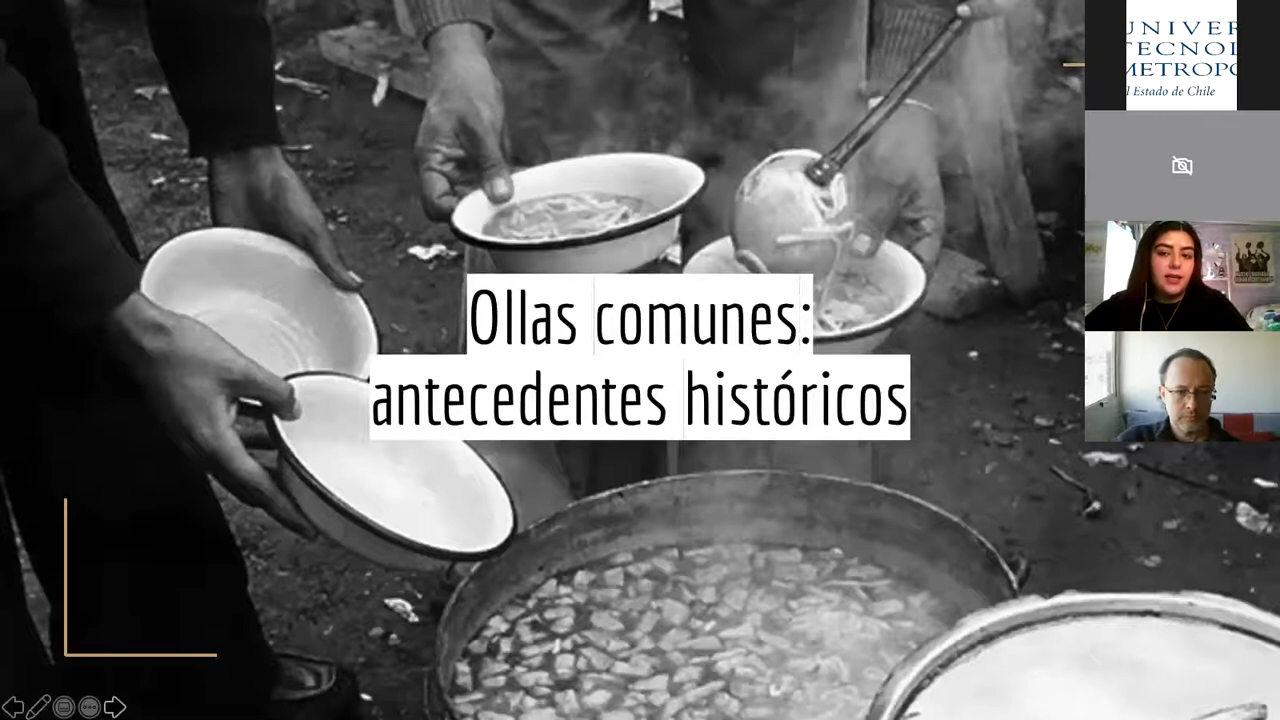 Ollas comunes:
antecedentes históricos
UNIVER
TECNOL
METROPO
l Estado de Chile